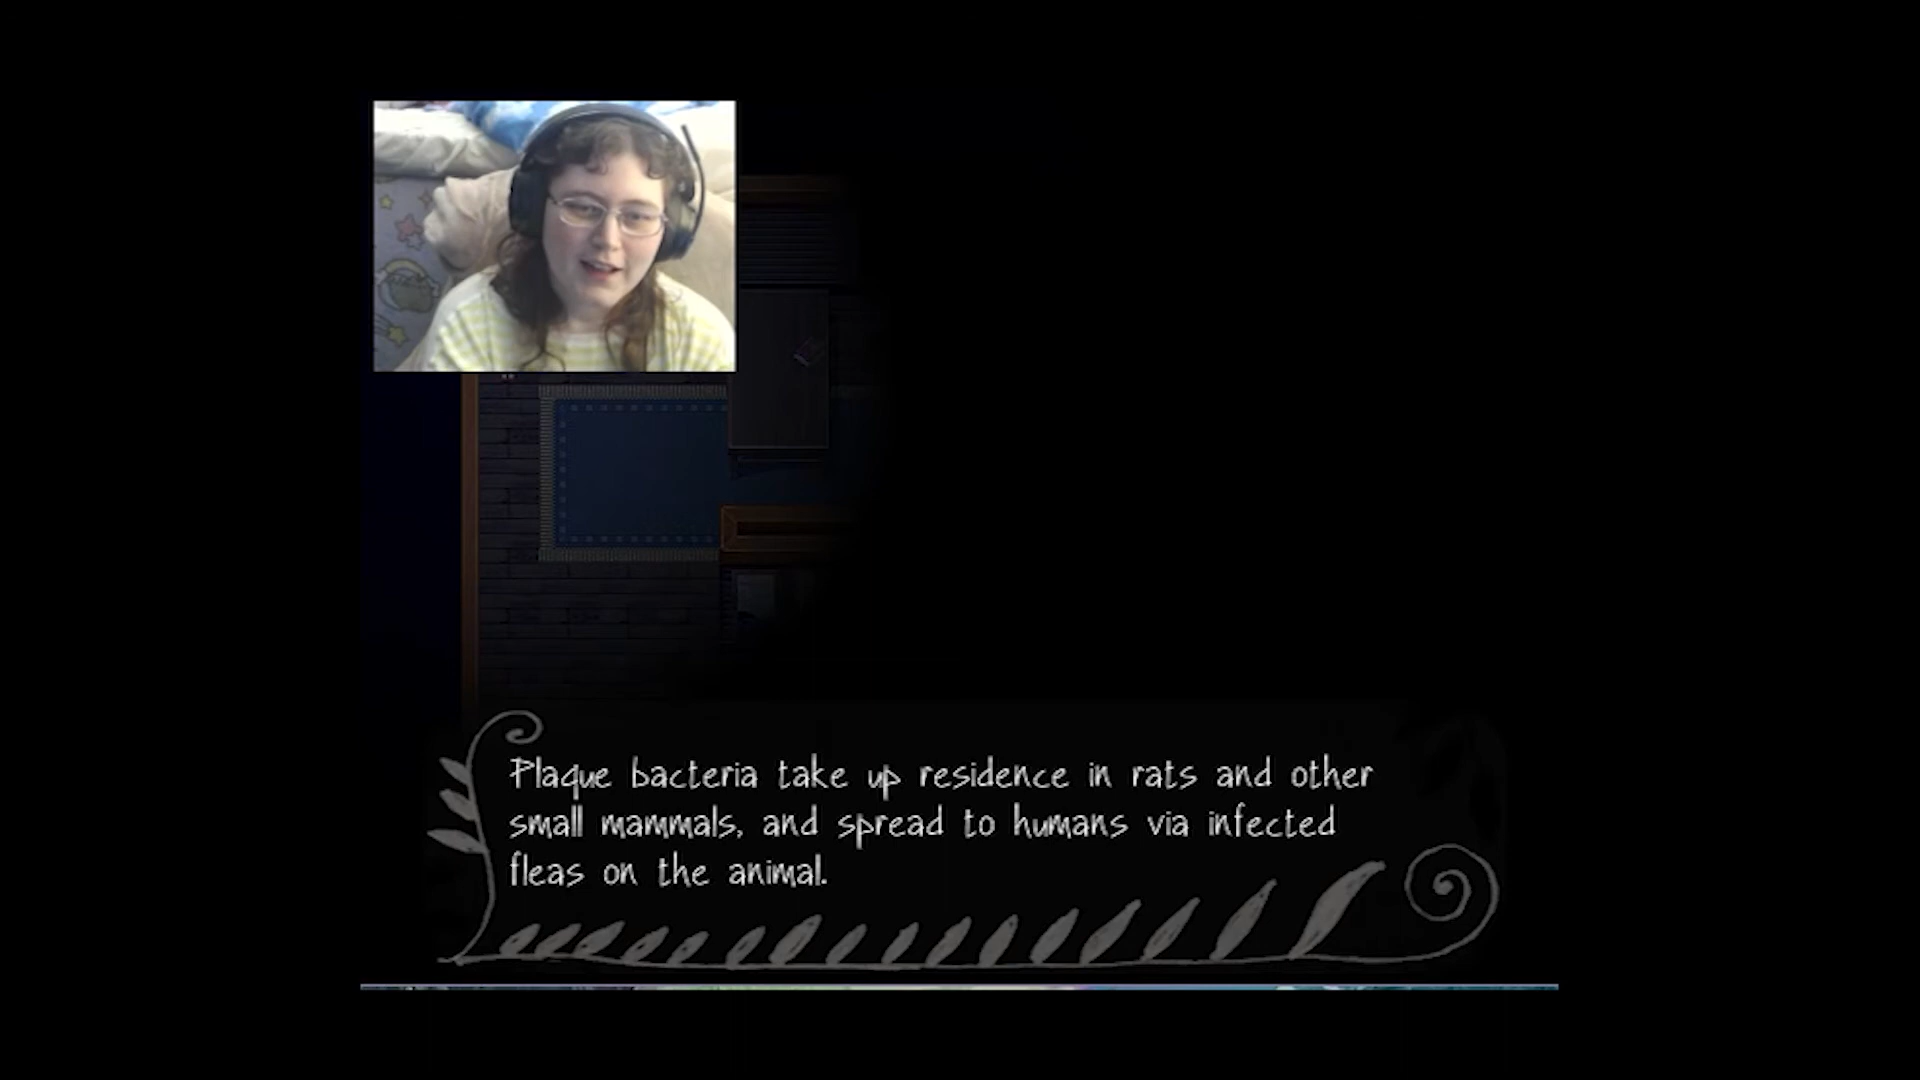 Plaque bacteria take up residence in rats and other
small mammals, and spread to humans via infected
fleas on the animal.